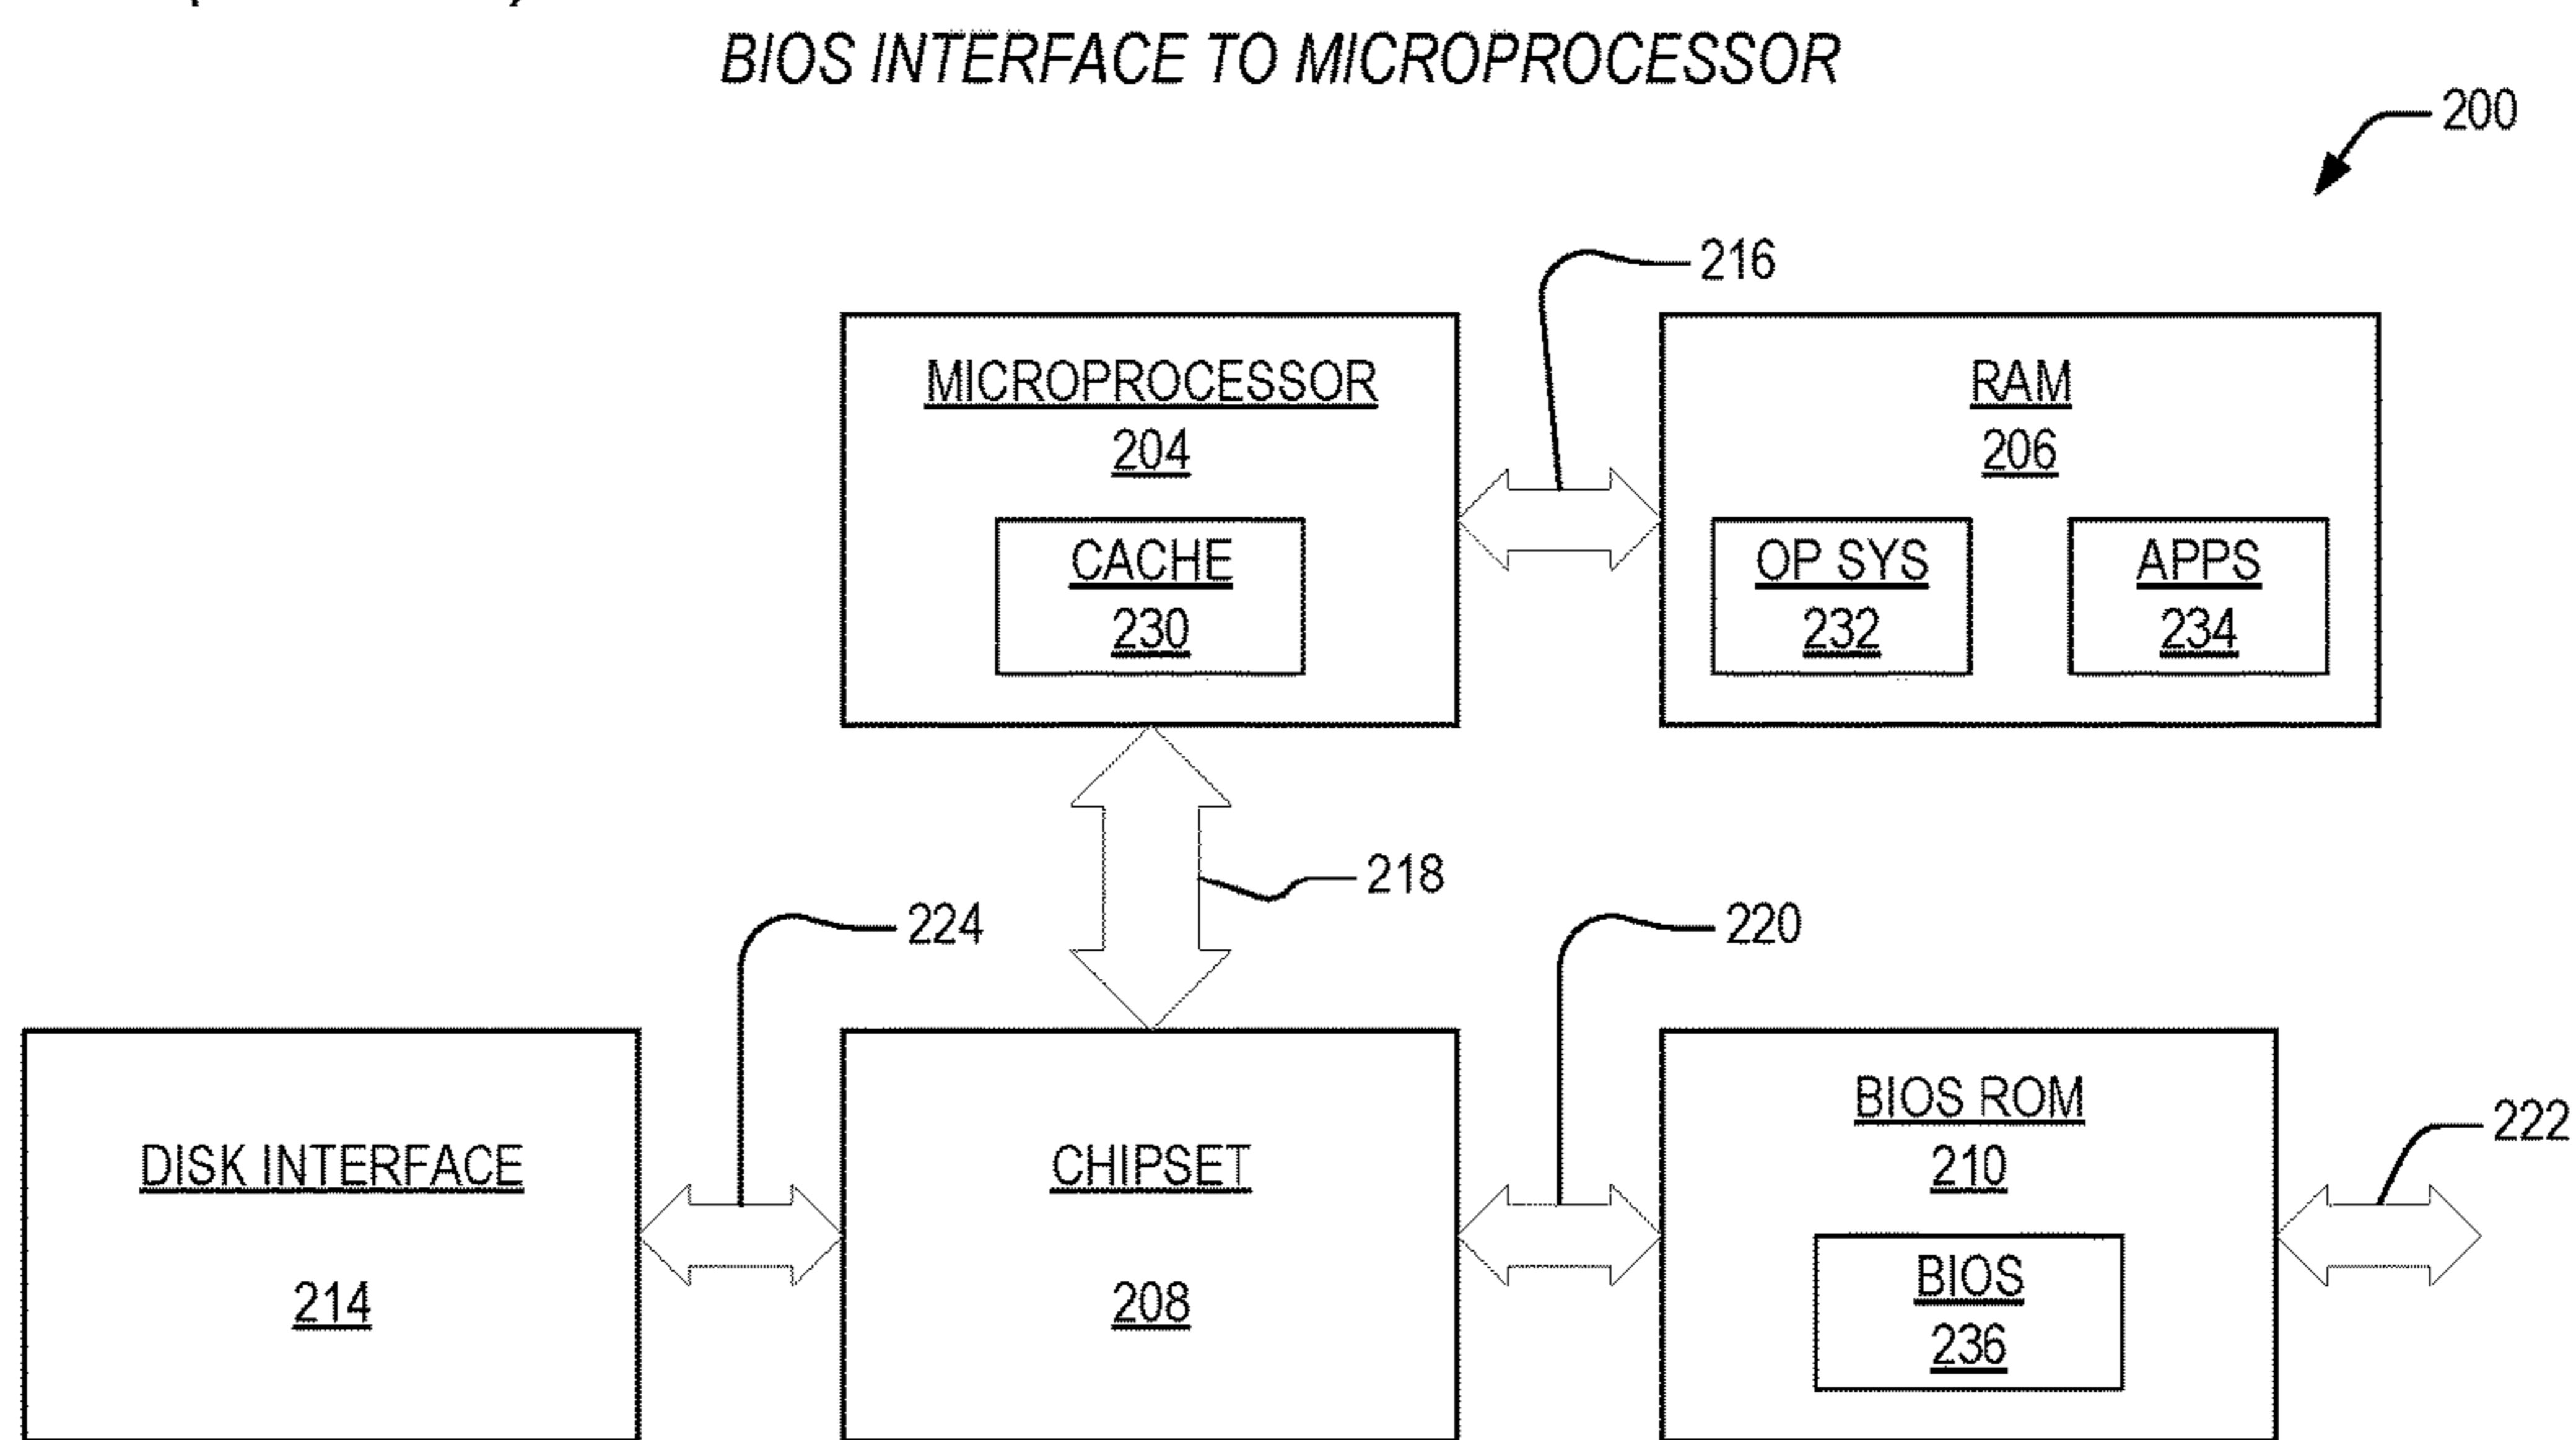 BIOS INTERFACE TO MICROPROCESSOR
200
216
MICROPROCESSOR
204
CACHE
230
RAM
206
OP SYS
232
APPS
234
218
224
220
DISK INTERFACE
214
CHIPSET
208
BIOS ROM
210
BIOS
236
222